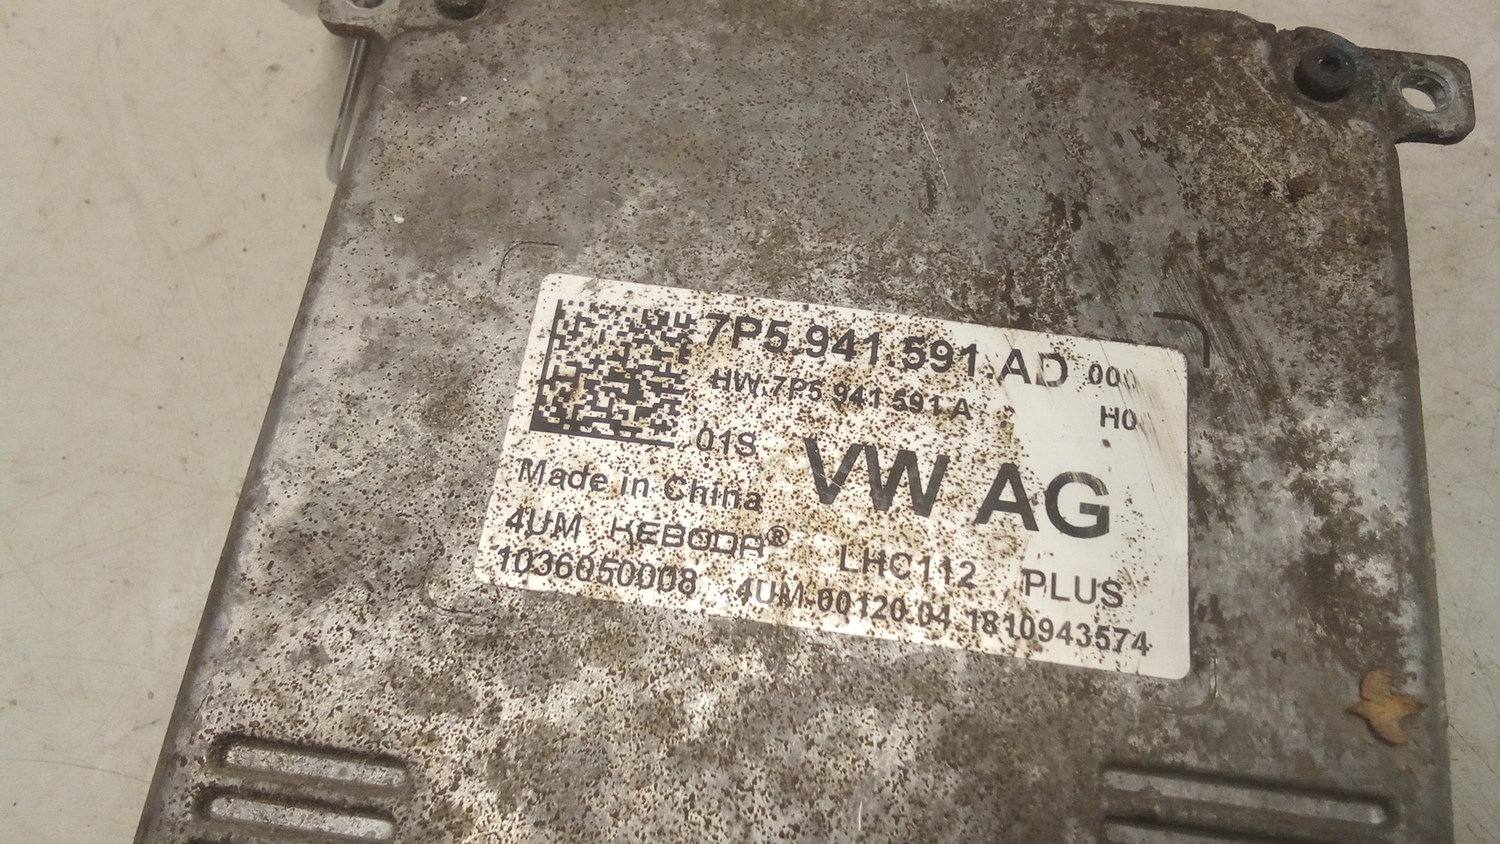 7P5.941.591.AD 000
HW:7P5 941 591 A H0
01S VW AG
Made in China
4UM KEBODA® LHC112 PLUS
1036050008 4UM-00120.04 1810943574